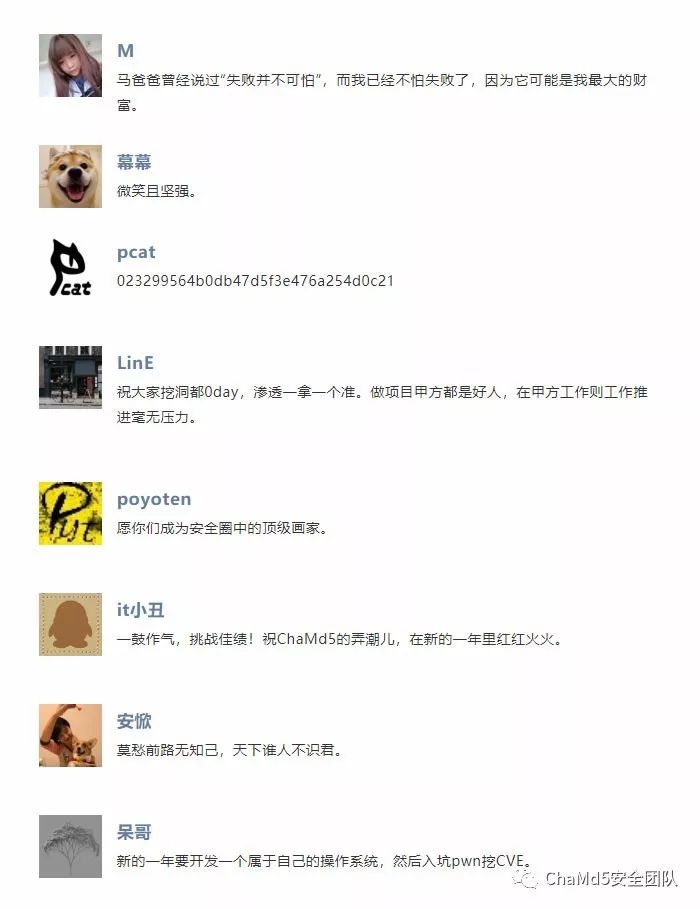 M
马爸爸曾经说过“失败并不可怕”，而我已经不怕失败了，因为它可能是我最大的财
富。
幕幕
微笑且坚强。
pcat
pcat
023299564b0db47d5f3e476a254d0c21
LinE
祝大家挖洞都0day，渗透一拿一个准。做项目甲方都是好人，在甲方工作则工作推
进毫无压力。
poyoten
Pyt
愿你们成为安全圈中的顶级画家。
it小丑
一鼓作气，挑战佳绩！祝ChaMd5的弄潮儿，在新的一年里红红火火。
安惞
莫愁前路无知己，天下谁人不识君。
呆哥
新的一年要开发一个属于自己的操作系统，然后入坑pwn挖CVE。
ChaMd5安全团队